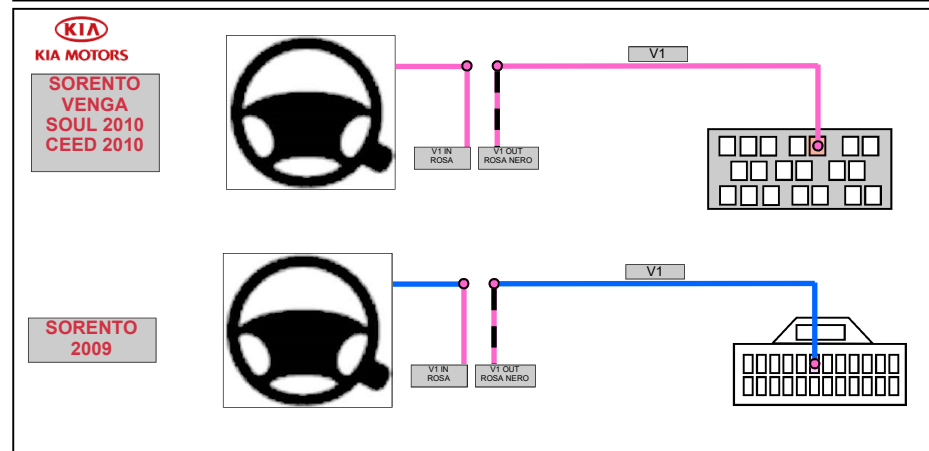 KIA
KIA MOTORS
SORENTO
VENGA
SOUL 2010
CEED 2010
V1
V1 IN
ROSA
V1 OUT
ROSA NERO
SORENTO
2009
V1
V1 IN
ROSA
V1 OUT
ROSA NERO